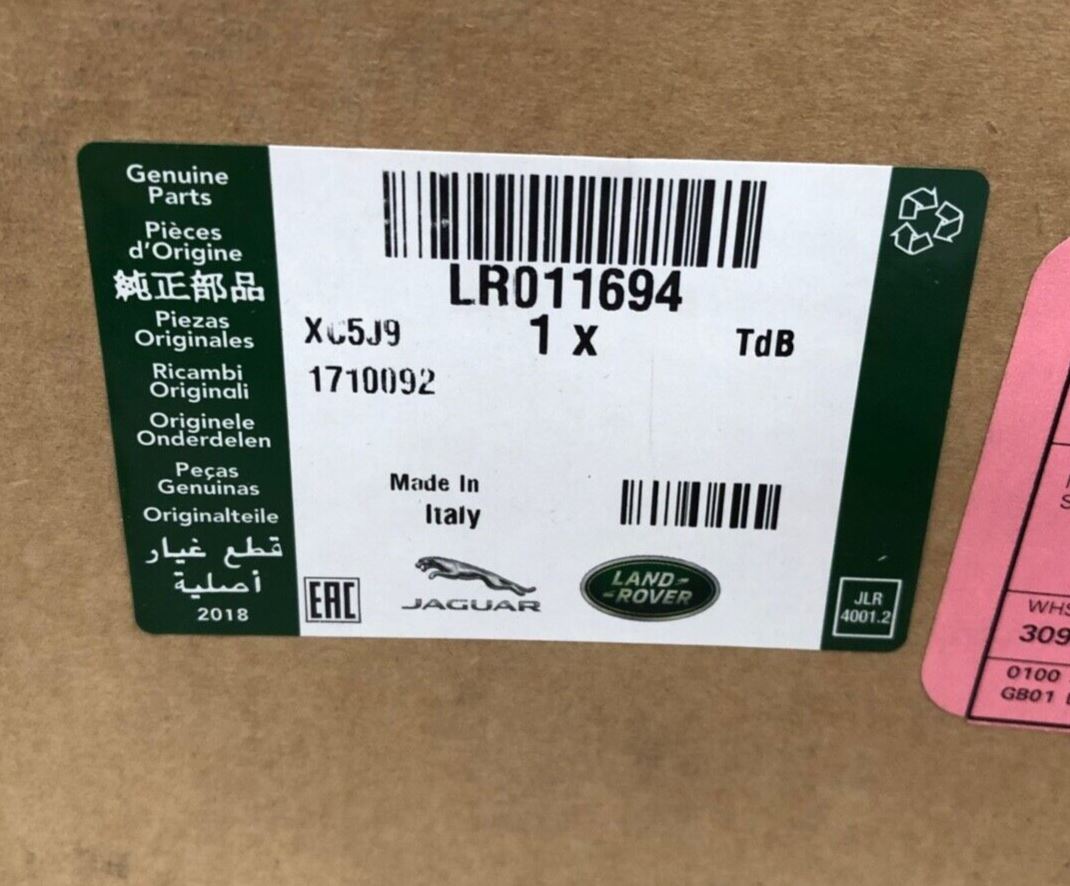 Genuine
Parts
Pièces
d'Origine
純正部品
Piezas
Originales
Ricambi
Originali
Originele
Onderdelen
Peças
Genuinas
Originalteile
قطع غيار
أصلية
2018
LR011694
XC5J9 1 x TdB
1710092
Made In
Italy
EAC
JAGUAR
LAND
ROVER
JLR
4001.2
WHS
309
0100
GB01